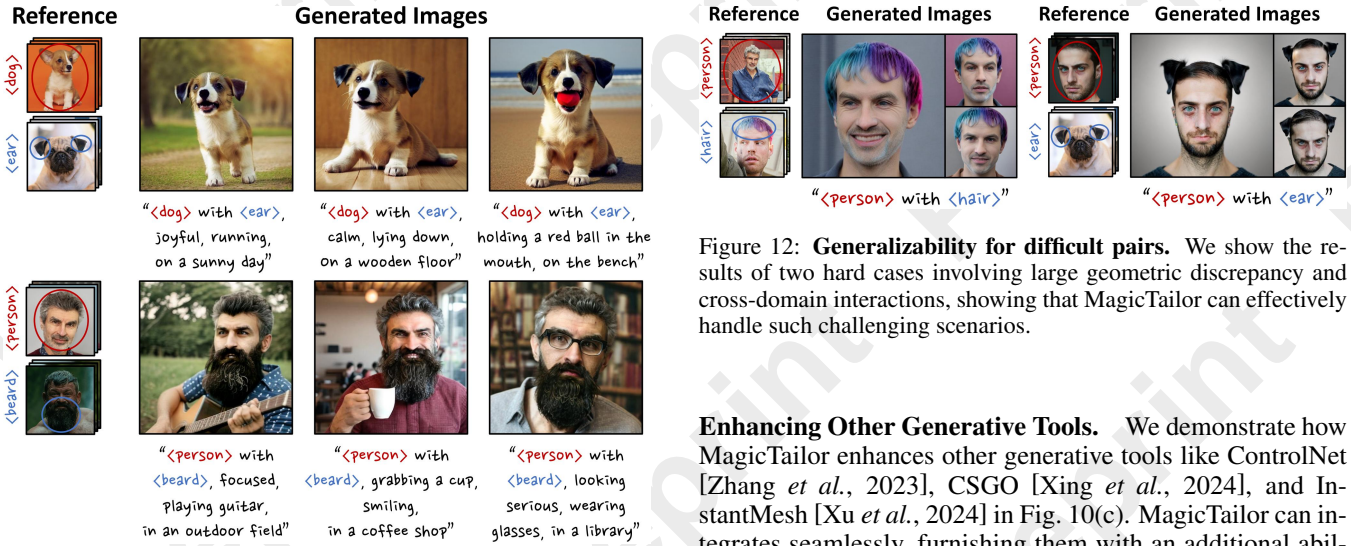 Reference
Generated Images
<dog>
<ear>
"<dog> with <ear>,
joyful, running,
on a sunny day"
"<dog> with <ear>,
calm, lying down,
on a wooden floor"
"<dog> with <ear>,
holding a red ball in the
mouth, on the bench"
<person>
<beard>
"<person> with
<beard>, focused,
playing guitar,
in an outdoor field"
"<person> with
<beard>, grabbing a cup,
smiling,
in a coffee shop"
"<person> with
<beard>, looking
serious, wearing
glasses, in a library"
Reference
Generated Images
Reference
Generated Images
<person>
<hair>
"<person> with <hair>"
<person>
<ear>
"<person> with <ear>"
Figure 12: Generalizability for difficult pairs. We show the re-
sults of two hard cases involving large geometric discrepancy and
cross-domain interactions, showing that MagicTailor can effectively
handle such challenging scenarios.
Enhancing Other Generative Tools. We demonstrate how
MagicTailor enhances other generative tools like ControlNet
[Zhang et al., 2023], CSGO [Xing et al., 2024], and In-
stantMesh [Xu et al., 2024] in Fig. 10(c). MagicTailor can in-
tegrates seamlessly, furnishing them with an additional abil-